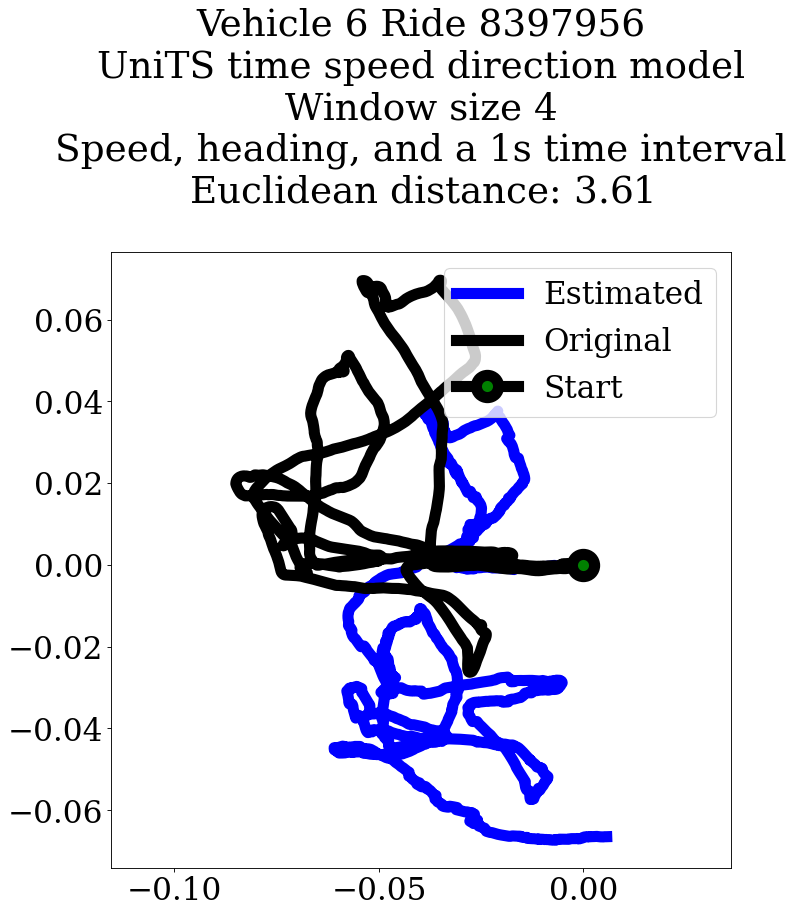 Vehicle 6 Ride 8397956
UniTS time speed direction model
Window size 4
Speed, heading, and a 1s time interval
Euclidean distance: 3.61
Estimated
Original
Start
0.06
0.04
0.02
0.00
−0.02
−0.04
−0.06
−0.10 −0.05 0.00